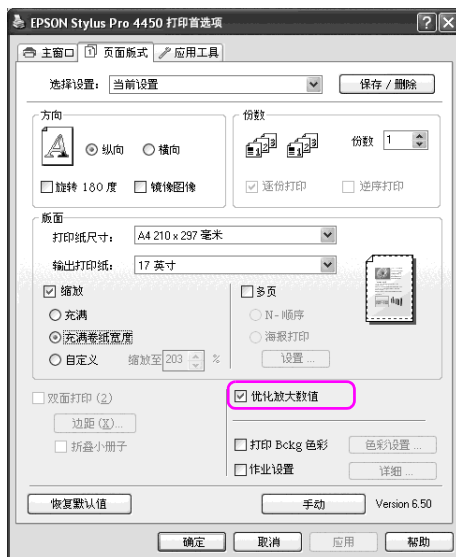 EPSON Stylus Pro 4450 打印首选项
主窗口 页面版式 应用工具
选择设置： 当前设置 保存 / 删除
方向 份数
纵向 横向 份数 1
旋转 180 度 镜像图像 逐份打印 逆序打印
版面
打印纸尺寸： A4 210 x 297 毫米
输出打印纸： 17 英寸
缩放 多页
充满 N- 顺序
充满卷纸宽度 海报打印
自定义 缩放至 203 % 设置 ...
双面打印 (2) 优化放大数值
边距 (X)...
折叠小册子 打印 Bckg 色彩 色彩设置 ...
作业设置 详细 ...
恢复默认值 手动 Version 6.50
确定 取消 应用 帮助